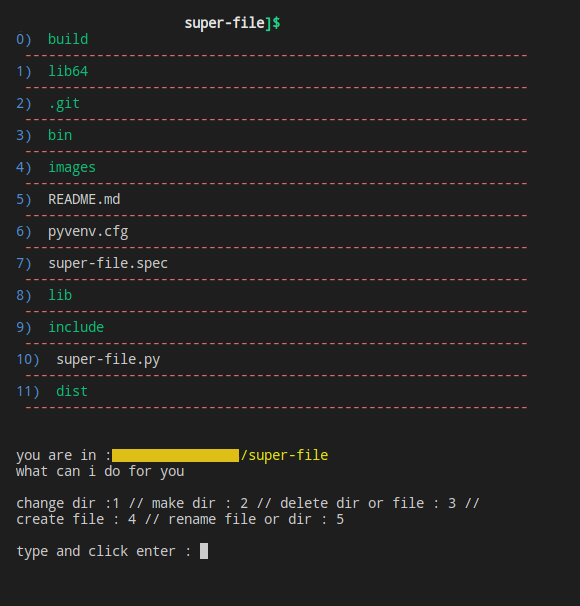 super-file]$
0) build
1) lib64
2) .git
3) bin
4) images
5) README.md
6) pyvenv.cfg
7) super-file.spec
8) lib
9) include
10) super-file.py
11) dist
you are in :/super-file
what can i do for you
change dir :1 // make dir : 2 // delete dir or file : 3 //
create file : 4 // rename file or dir : 5
type and click enter :